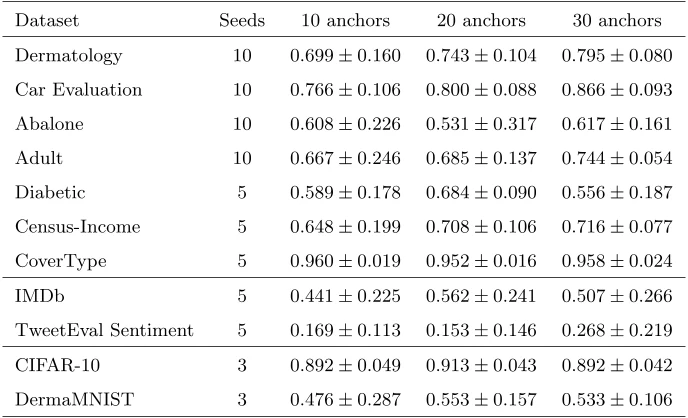 Dataset Seeds 10 anchors 20 anchors 30 anchors
Dermatology 10 0.699 ± 0.160 0.743 ± 0.104 0.795 ± 0.080
Car Evaluation 10 0.766 ± 0.106 0.800 ± 0.088 0.866 ± 0.093
Abalone 10 0.608 ± 0.226 0.531 ± 0.317 0.617 ± 0.161
Adult 10 0.667 ± 0.246 0.685 ± 0.137 0.744 ± 0.054
Diabetic 5 0.589 ± 0.178 0.684 ± 0.090 0.556 ± 0.187
Census-Income 5 0.648 ± 0.199 0.708 ± 0.106 0.716 ± 0.077
CoverType 5 0.960 ± 0.019 0.952 ± 0.016 0.958 ± 0.024
IMDb 5 0.441 ± 0.225 0.562 ± 0.241 0.507 ± 0.266
TweetEval Sentiment 5 0.169 ± 0.113 0.153 ± 0.146 0.268 ± 0.219
CIFAR-10 3 0.892 ± 0.049 0.913 ± 0.043 0.892 ± 0.042
DermaMNIST 3 0.476 ± 0.287 0.553 ± 0.157 0.533 ± 0.106